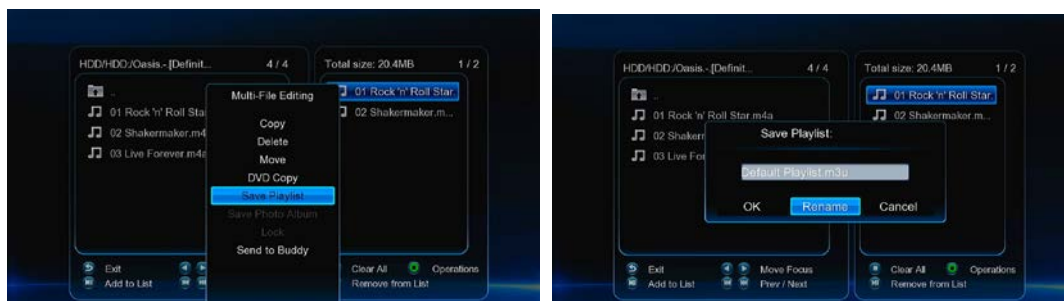 HDD/HDD:/Oasis.-.[Definit... 4 / 4
Total size: 20.4MB 1 / 2
..
01 Rock 'n' Roll Sta
02 Shakermaker.m4
03 Live Forever.m4a
Multi-File Editing
Copy
Delete
Move
DVD Copy
Save Playlist
Save Photo Album
Lock
Send to Buddy
01 Rock 'n' Roll Star.
02 Shakermaker.m...
Exit
Add to List
Clear All Operations
Remove from List
HDD/HDD:/Oasis.-.[Definit... 4 / 4
Total size: 20.4MB 1 / 2
..
01 Rock 'n' Roll Star.m4a
02 Shakerm
03 Live For
01 Rock 'n' Roll Star.
02 Shakermaker.m...
Save Playlist:
Default Playlist.m3u
OK Rename Cancel
Exit Move Focus
Add to List Prev / Next
Clear All Operations
Remove from List